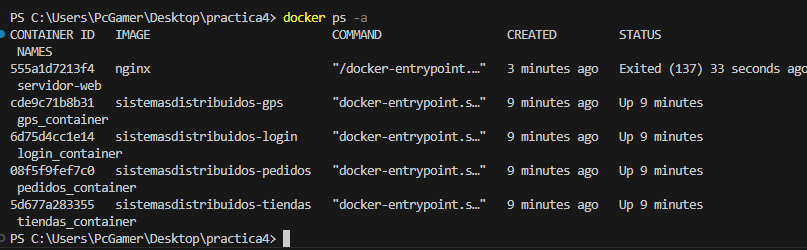 PS C:\Users\PcGamer\Desktop\practica4> docker ps -a
CONTAINER ID   IMAGE                         COMMAND                  CREATED         STATUS
 NAMES
555a1d7213f4   nginx                         "/docker-entrypoint.…"   3 minutes ago   Exited (137) 33 seconds ago
 servidor-web
cde9c71b8b31   sistemasdistribuidos-gps      "docker-entrypoint.s…"   9 minutes ago   Up 9 minutes
 gps_container
6d75d4cc1e14   sistemasdistribuidos-login    "docker-entrypoint.s…"   9 minutes ago   Up 9 minutes
 login_container
08f5f9fef7c0   sistemasdistribuidos-pedidos  "docker-entrypoint.s…"   9 minutes ago   Up 9 minutes
 pedidos_container
5d677a283355   sistemasdistribuidos-tiendas  "docker-entrypoint.s…"   9 minutes ago   Up 9 minutes
 tiendas_container
PS C:\Users\PcGamer\Desktop\practica4>